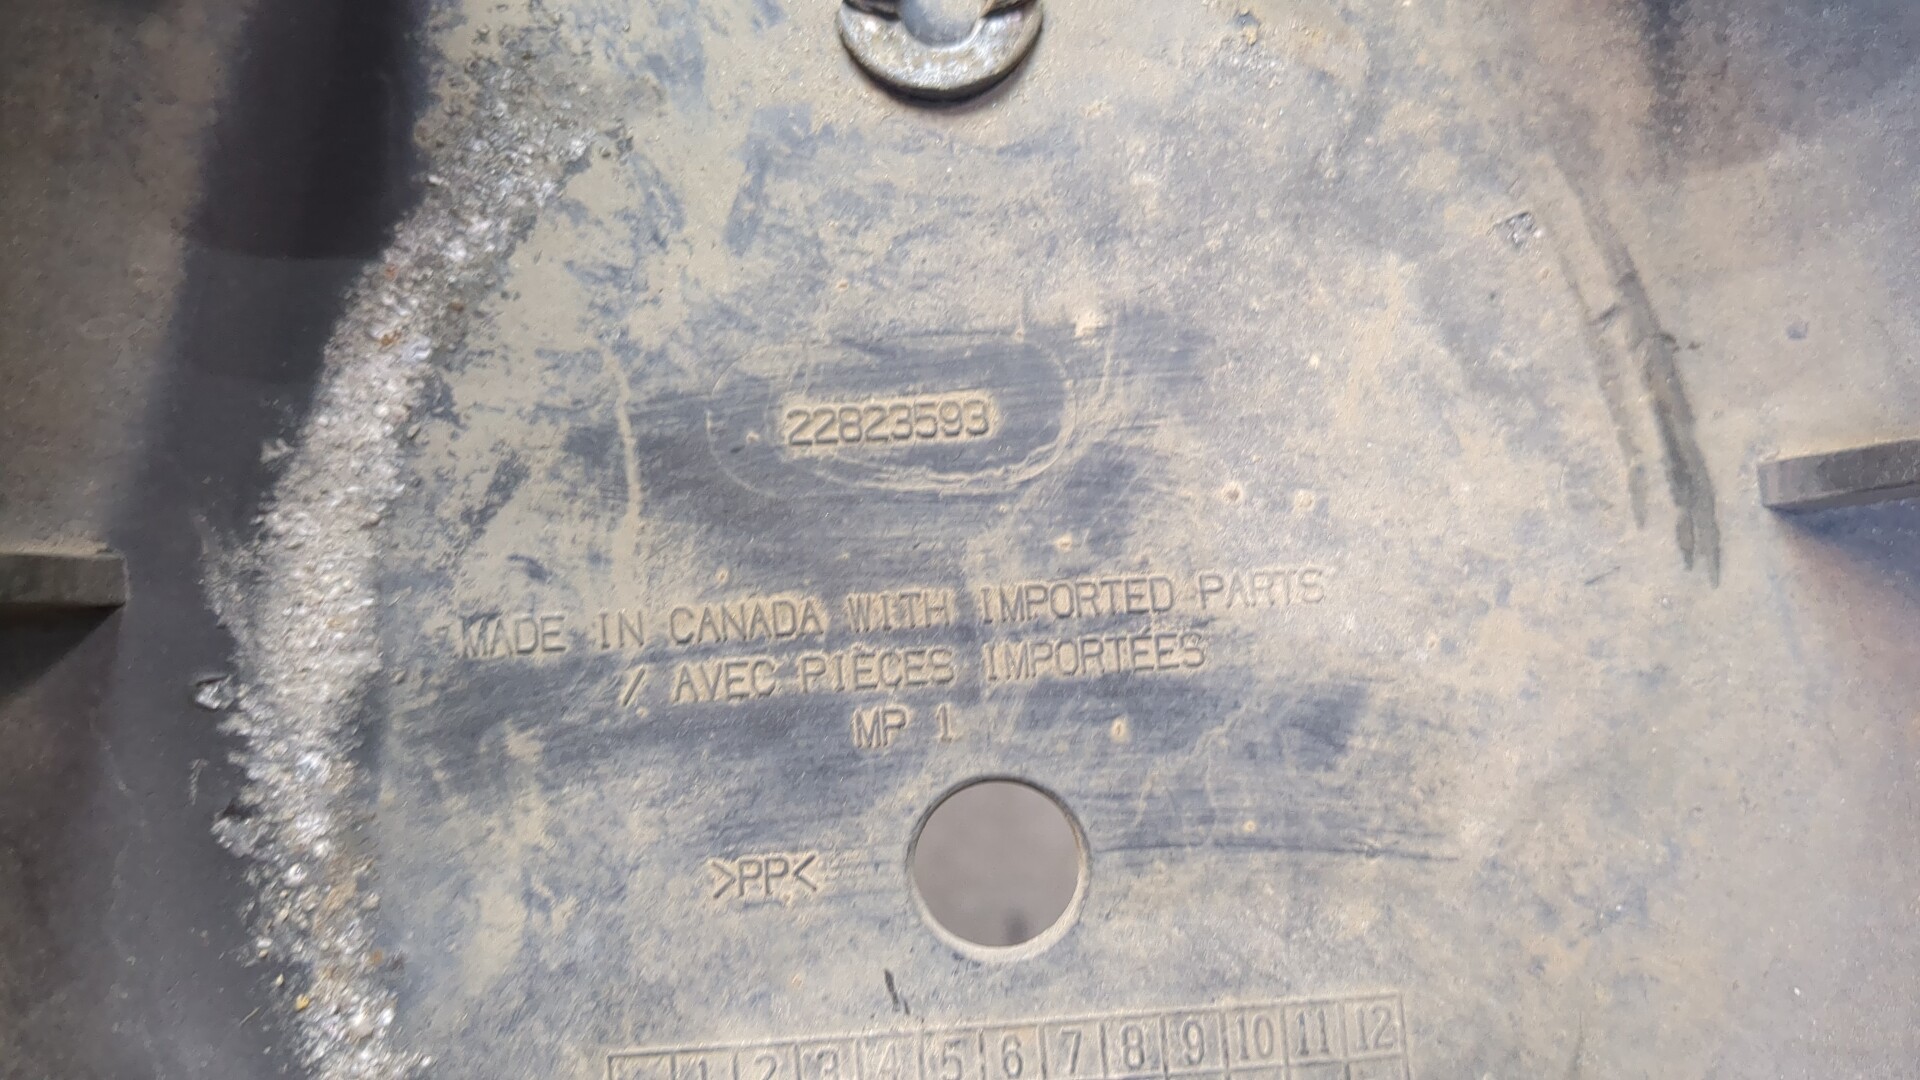 22823593
MADE IN CANADA WITH IMPORTED PARTS
/ AVEC PIÈCES IMPORTÉES
MP 1
>PP<
1 2 3 4 5 6 7 8 9 10 11 12